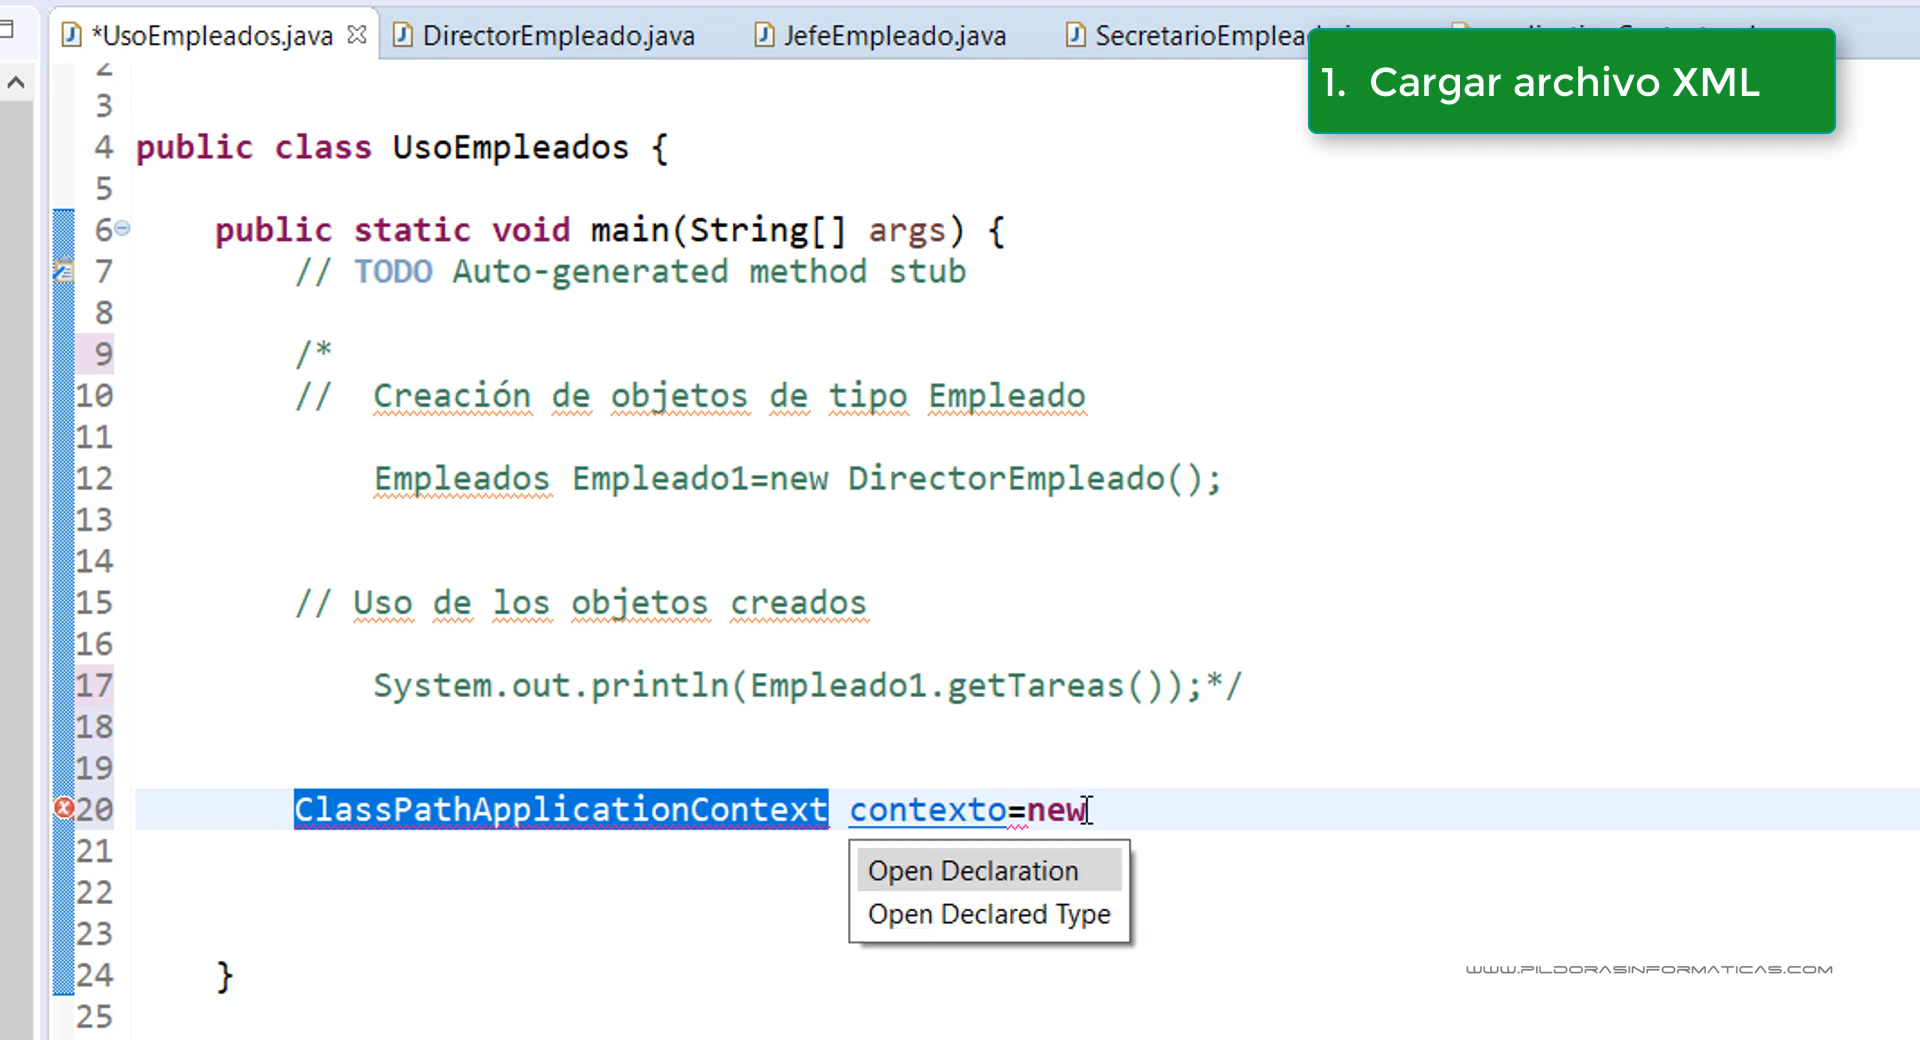 *UsoEmpleados.java DirectorEmpleado.java JefeEmpleado.java
1. Cargar archivo XML
2
3
4 public class UsoEmpleados {
5
6 public static void main(String[] args) {
7 // TODO Auto-generated method stub
8
9 /*
10 // Creación de objetos de tipo Empleado
11
12 Empleados Empleado1=new DirectorEmpleado();
13
14
15 // Uso de los objetos creados
16
17 System.out.println(Empleado1.getTareas());*/
18
19
20 ClassPathApplicationContext contexto=new
21
Open Declaration
22
Open Declared Type
23
24 }
WWW.PILDORASINFORMATICAS.COM
25